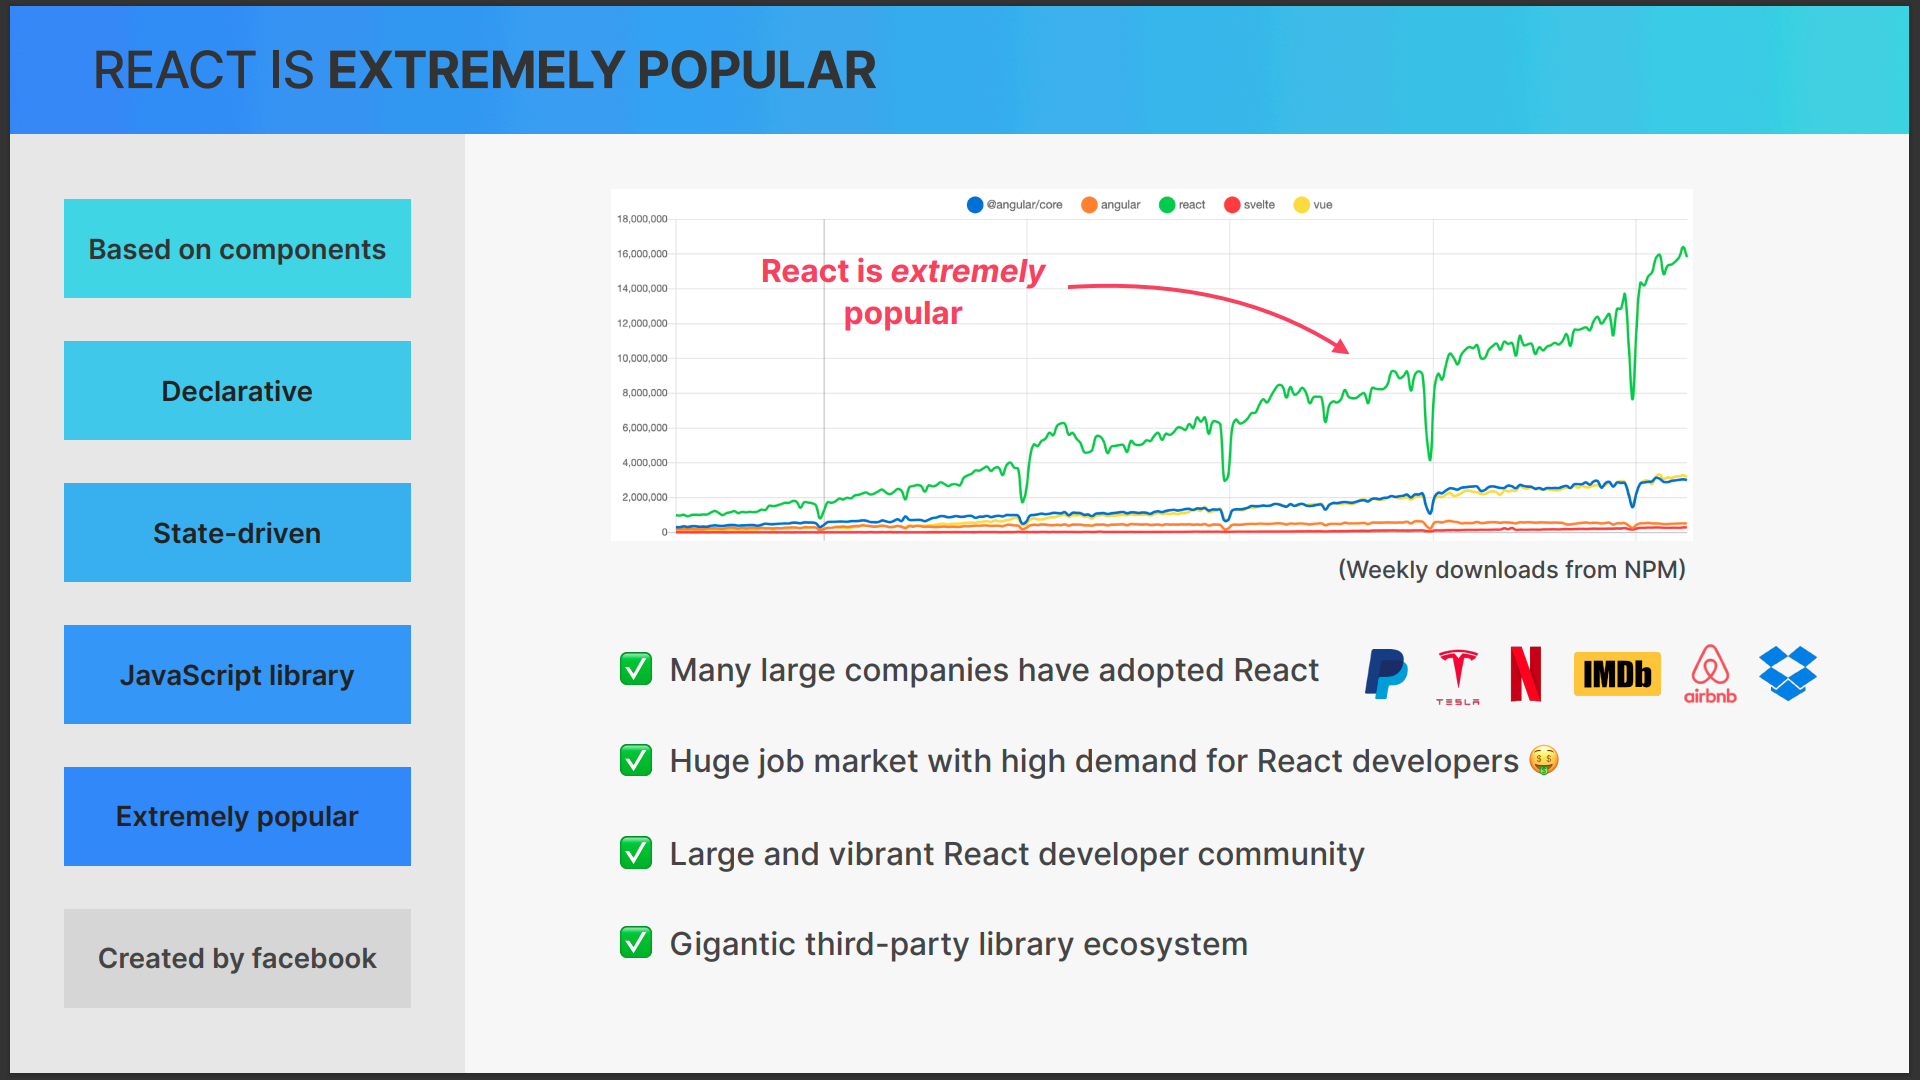 REACT IS EXTREMELY POPULAR
Based on components
Declarative
State-driven
JavaScript library
Extremely popular
Created by facebook
@angular/core angular react svelte vue
18,000,000
16,000,000
14,000,000
12,000,000
10,000,000
8,000,000
6,000,000
4,000,000
2,000,000
0
React is extremely
popular
(Weekly downloads from NPM)
✅ Many large companies have adopted React
TESLA
IMDb
airbnb
✅ Huge job market with high demand for React developers 🤑
✅ Large and vibrant React developer community
✅ Gigantic third-party library ecosystem